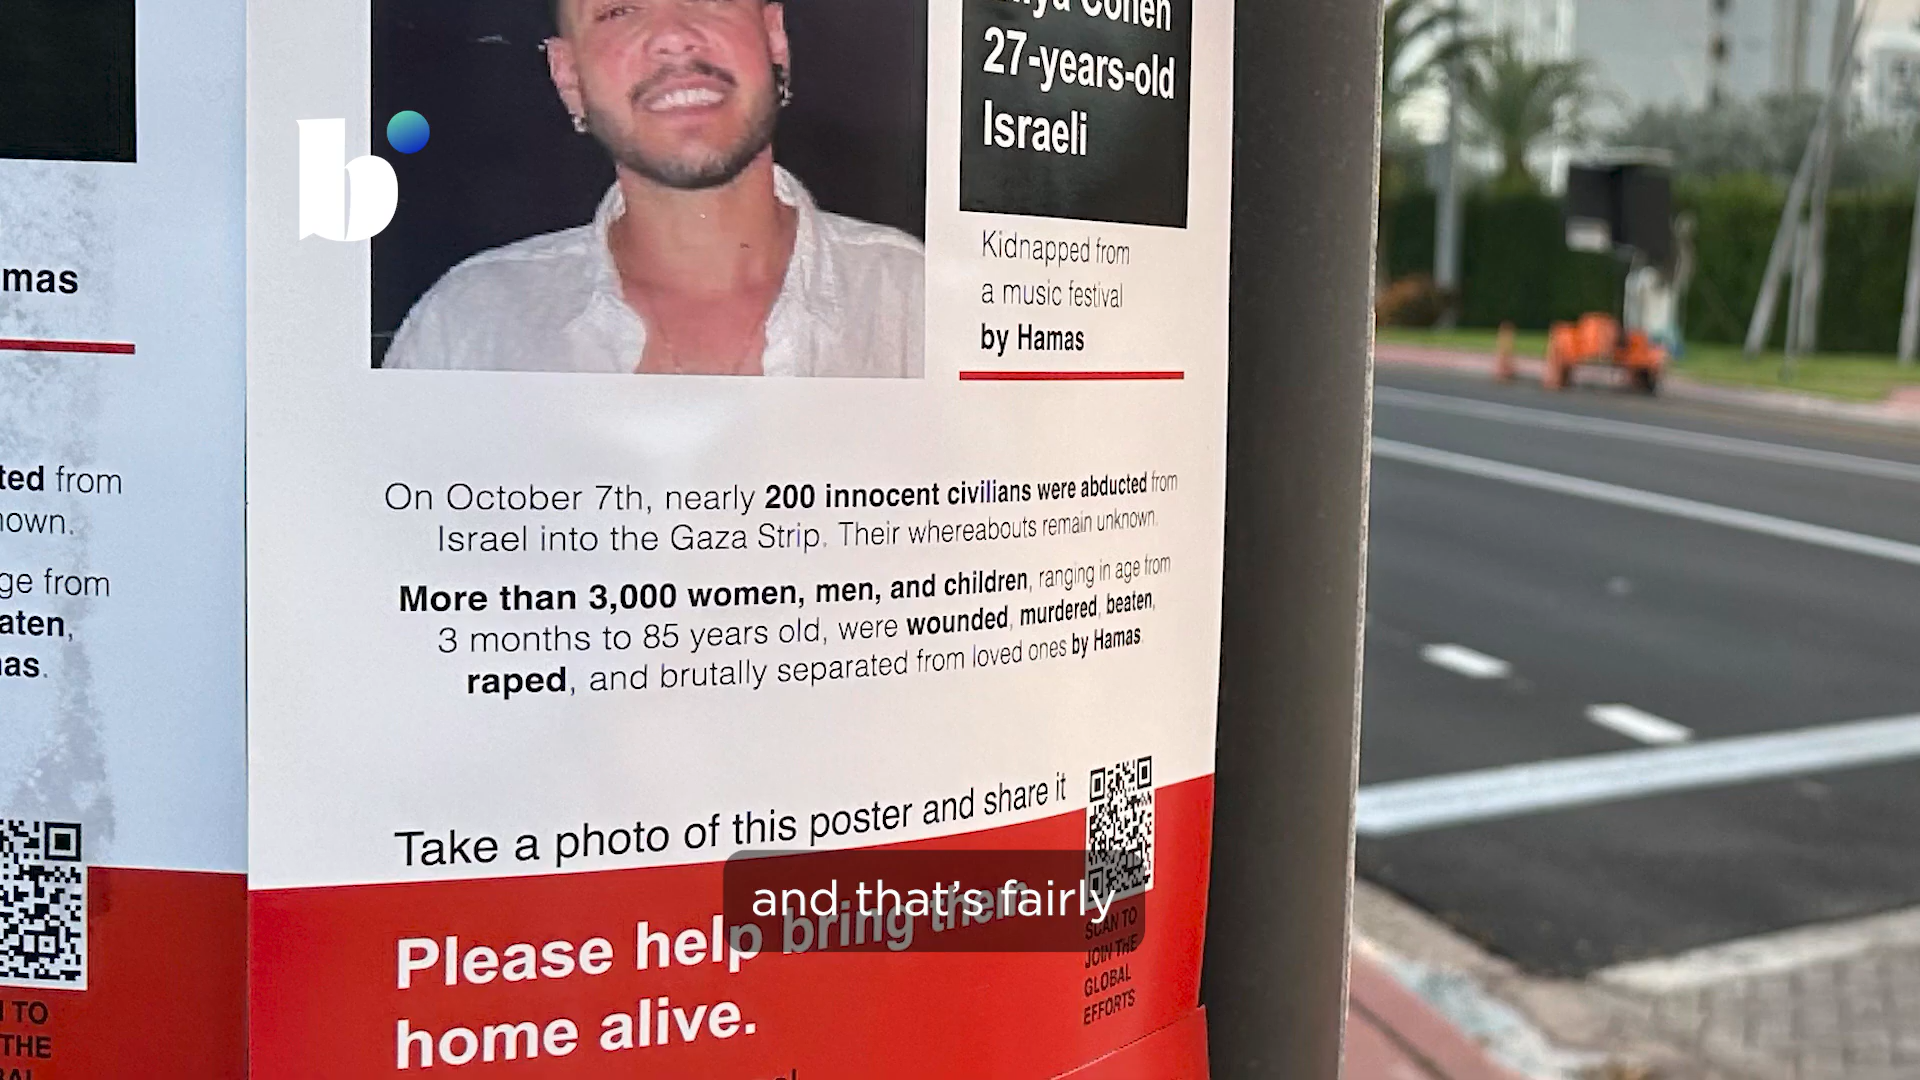 mas
ted from
own.
ge from
aten,
as.
TO
THE
b
Cohen
27-years-old
Israeli
Kidnapped from
a music festival
by Hamas
On October 7th, nearly 200 innocent civilians were abducted from
Israel into the Gaza Strip. Their whereabouts remain unknown.
More than 3,000 women, men, and children, ranging in age from
3 months to 85 years old, were wounded, murdered, beaten,
raped, and brutally separated from loved ones by Hamas
Take a photo of this poster and share it
Please help bring them
home alive.
SCAN TO
JOIN THE
GLOBAL
EFFORTS
and that's fairly